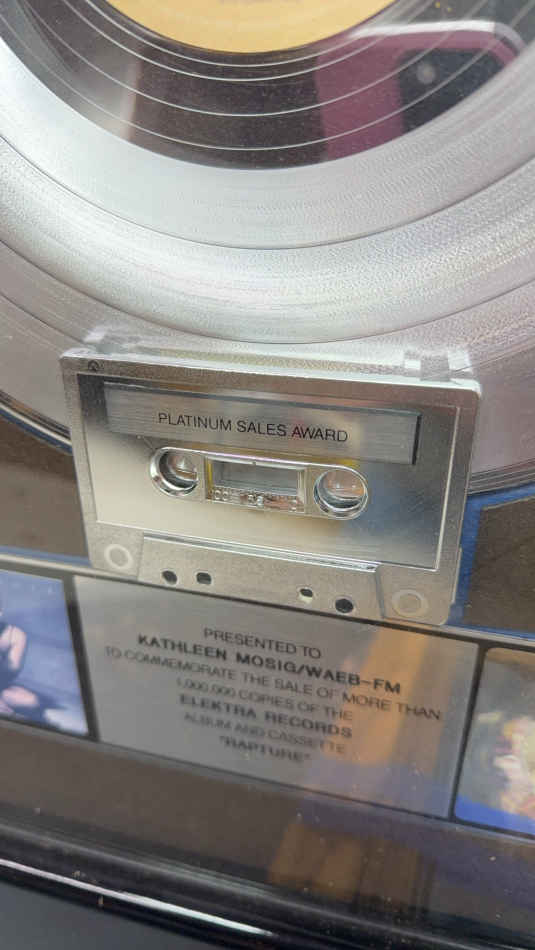 PLATINUM SALES AWARD
PRESENTED TO
KATHLEEN MOSIG/WAEB-FM
TO COMMEMORATE THE SALE OF MORE THAN
1,000,000 COPIES OF THE
ELEKTRA RECORDS
ALBUM AND CASSETTE
"RAPTURE"